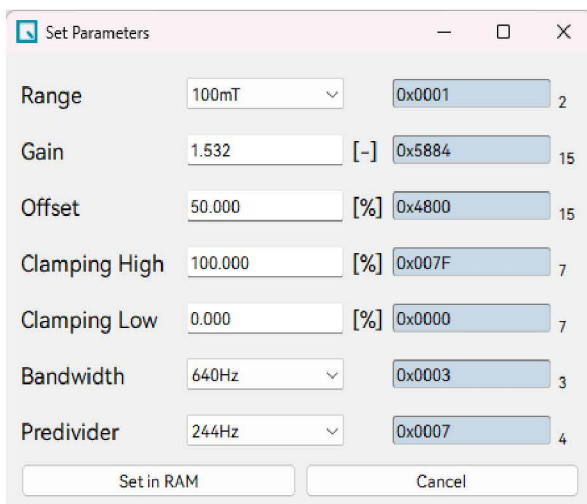 Set Parameters
Range 100mT 0x0001 2
Gain 1.532 [-] 0x5884 15
Offset 50.000 [%] 0x4800 15
Clamping High 100.000 [%] 0x007F 7
Clamping Low 0.000 [%] 0x0000 7
Bandwidth 640Hz 0x0003 3
Predivider 244Hz 0x0007 4
Set in RAM Cancel